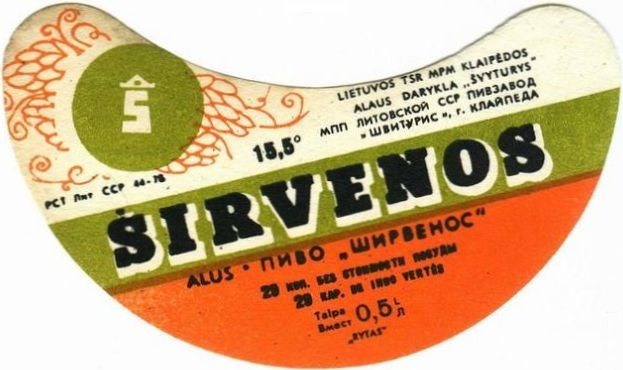 Š
LIETUVOS TSR MPM KLAIPĖDOS
ALAUS DARYKLA „ŠVYTURYS"
МПП ЛИТОВСКОЙ ССР ПИВЗАВОД
„ШВИТУРИС", г. КЛАЙПЕДА
15,5°
РСТ Лит ССР 44-78
ŠIRVENOS
ALUS · ПИВО „ШИРВЕНОС"
29 КОП. БЕЗ СТОИМОСТИ ПОСУДЫ
29 KAP. BE INDO VERTĖS
Talpa 0,5 L
Вмест 0,5 л
„RYTAS"